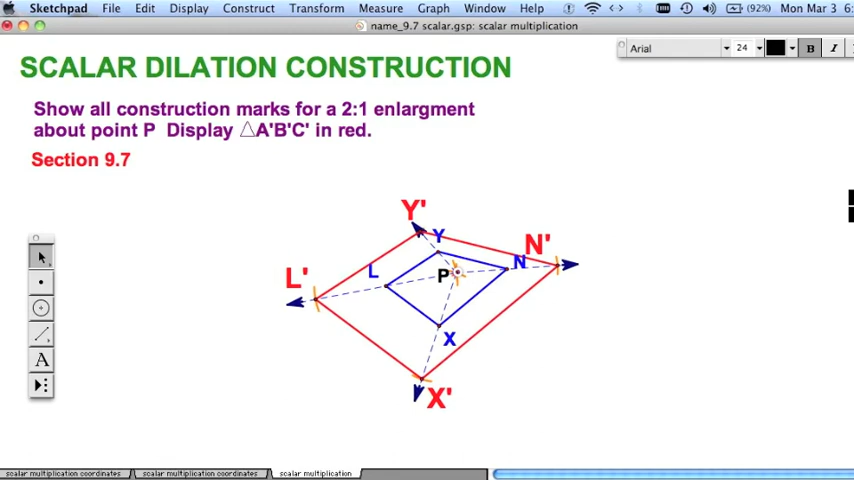 Sketchpad File Edit Display Construct Transform Measure Graph Window Help (92%) Mon Mar 3 6:
name_9.7 scalar.gsp: scalar multiplication
Arial 24 B I
SCALAR DILATION CONSTRUCTION
Show all construction marks for a 2:1 enlargment
about point P Display △A'B'C' in red.
Section 9.7
Y'
Y
N'
N
L'
L
P
X
X'
A
scalar multiplication coordinates scalar multiplication coordinates scalar multiplication